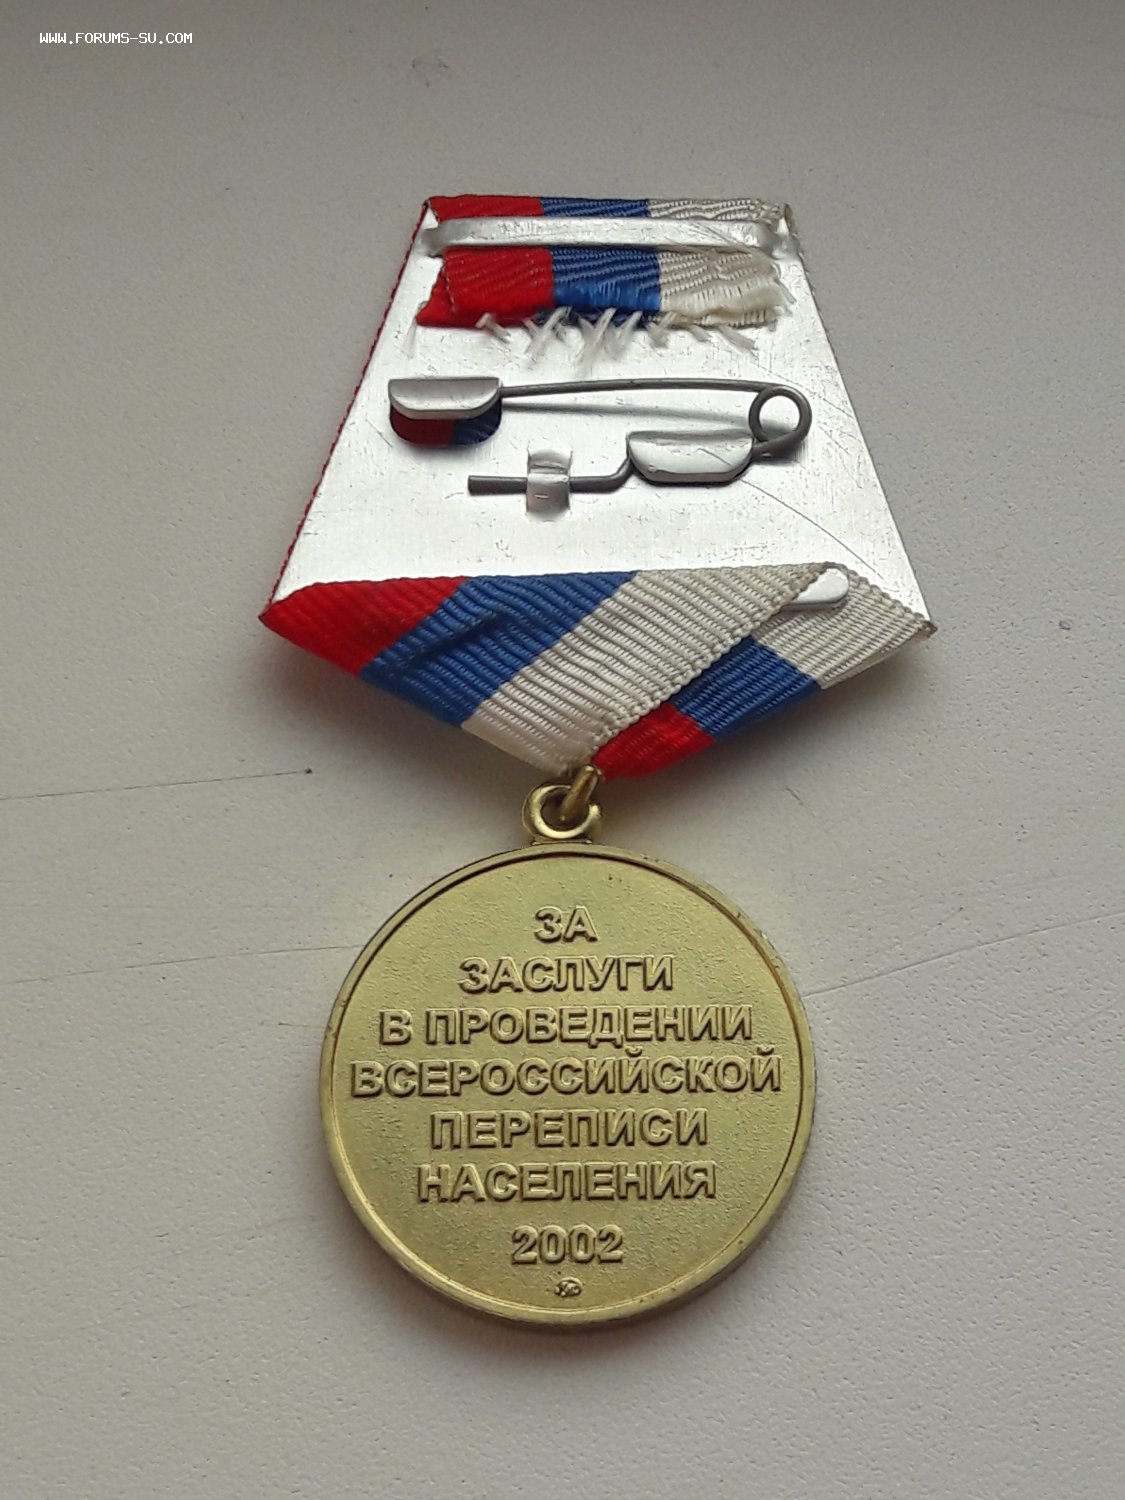 WWW.FORUMS-SU.COM
ЗА
ЗАСЛУГИ
В ПРОВЕДЕНИИ
ВСЕРОССИЙСКОЙ
ПЕРЕПИСИ
НАСЕЛЕНИЯ
2002